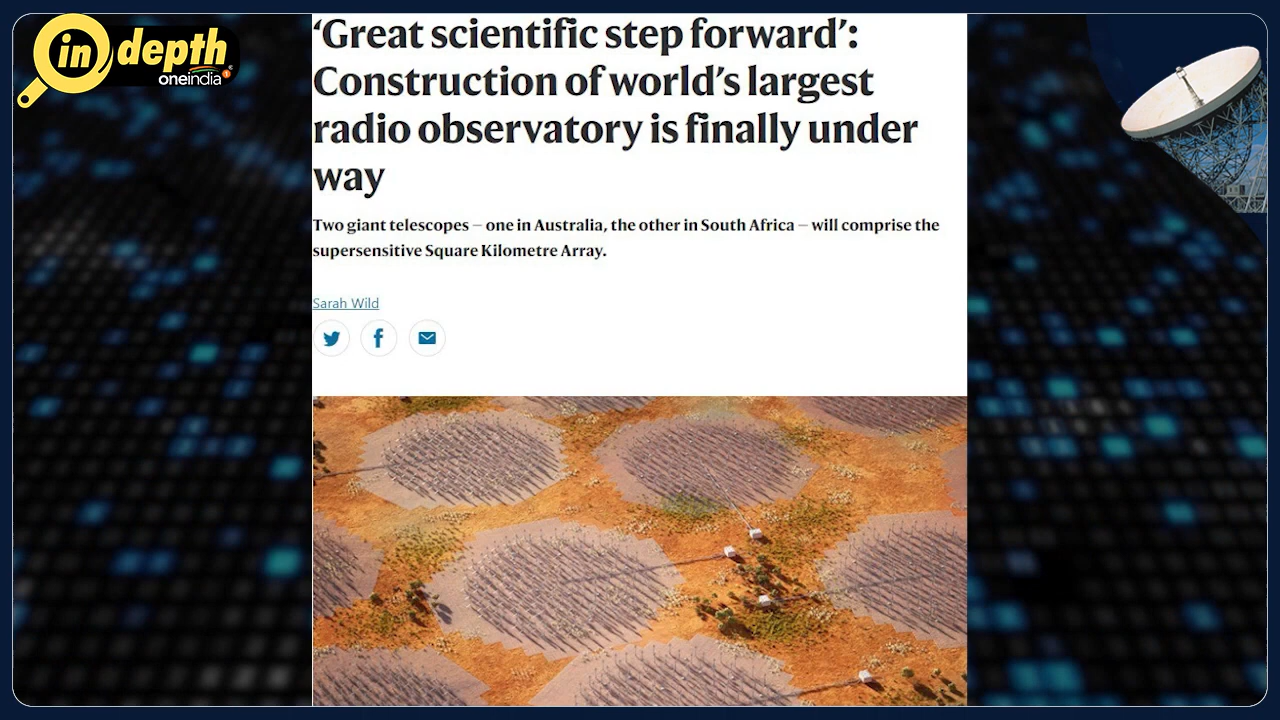 in depth
oneindia
‘Great scientific step forward’:
Construction of world’s largest
radio observatory is finally under
way
Two giant telescopes – one in Australia, the other in South Africa – will comprise the
supersensitive Square Kilometre Array.
Sarah Wild